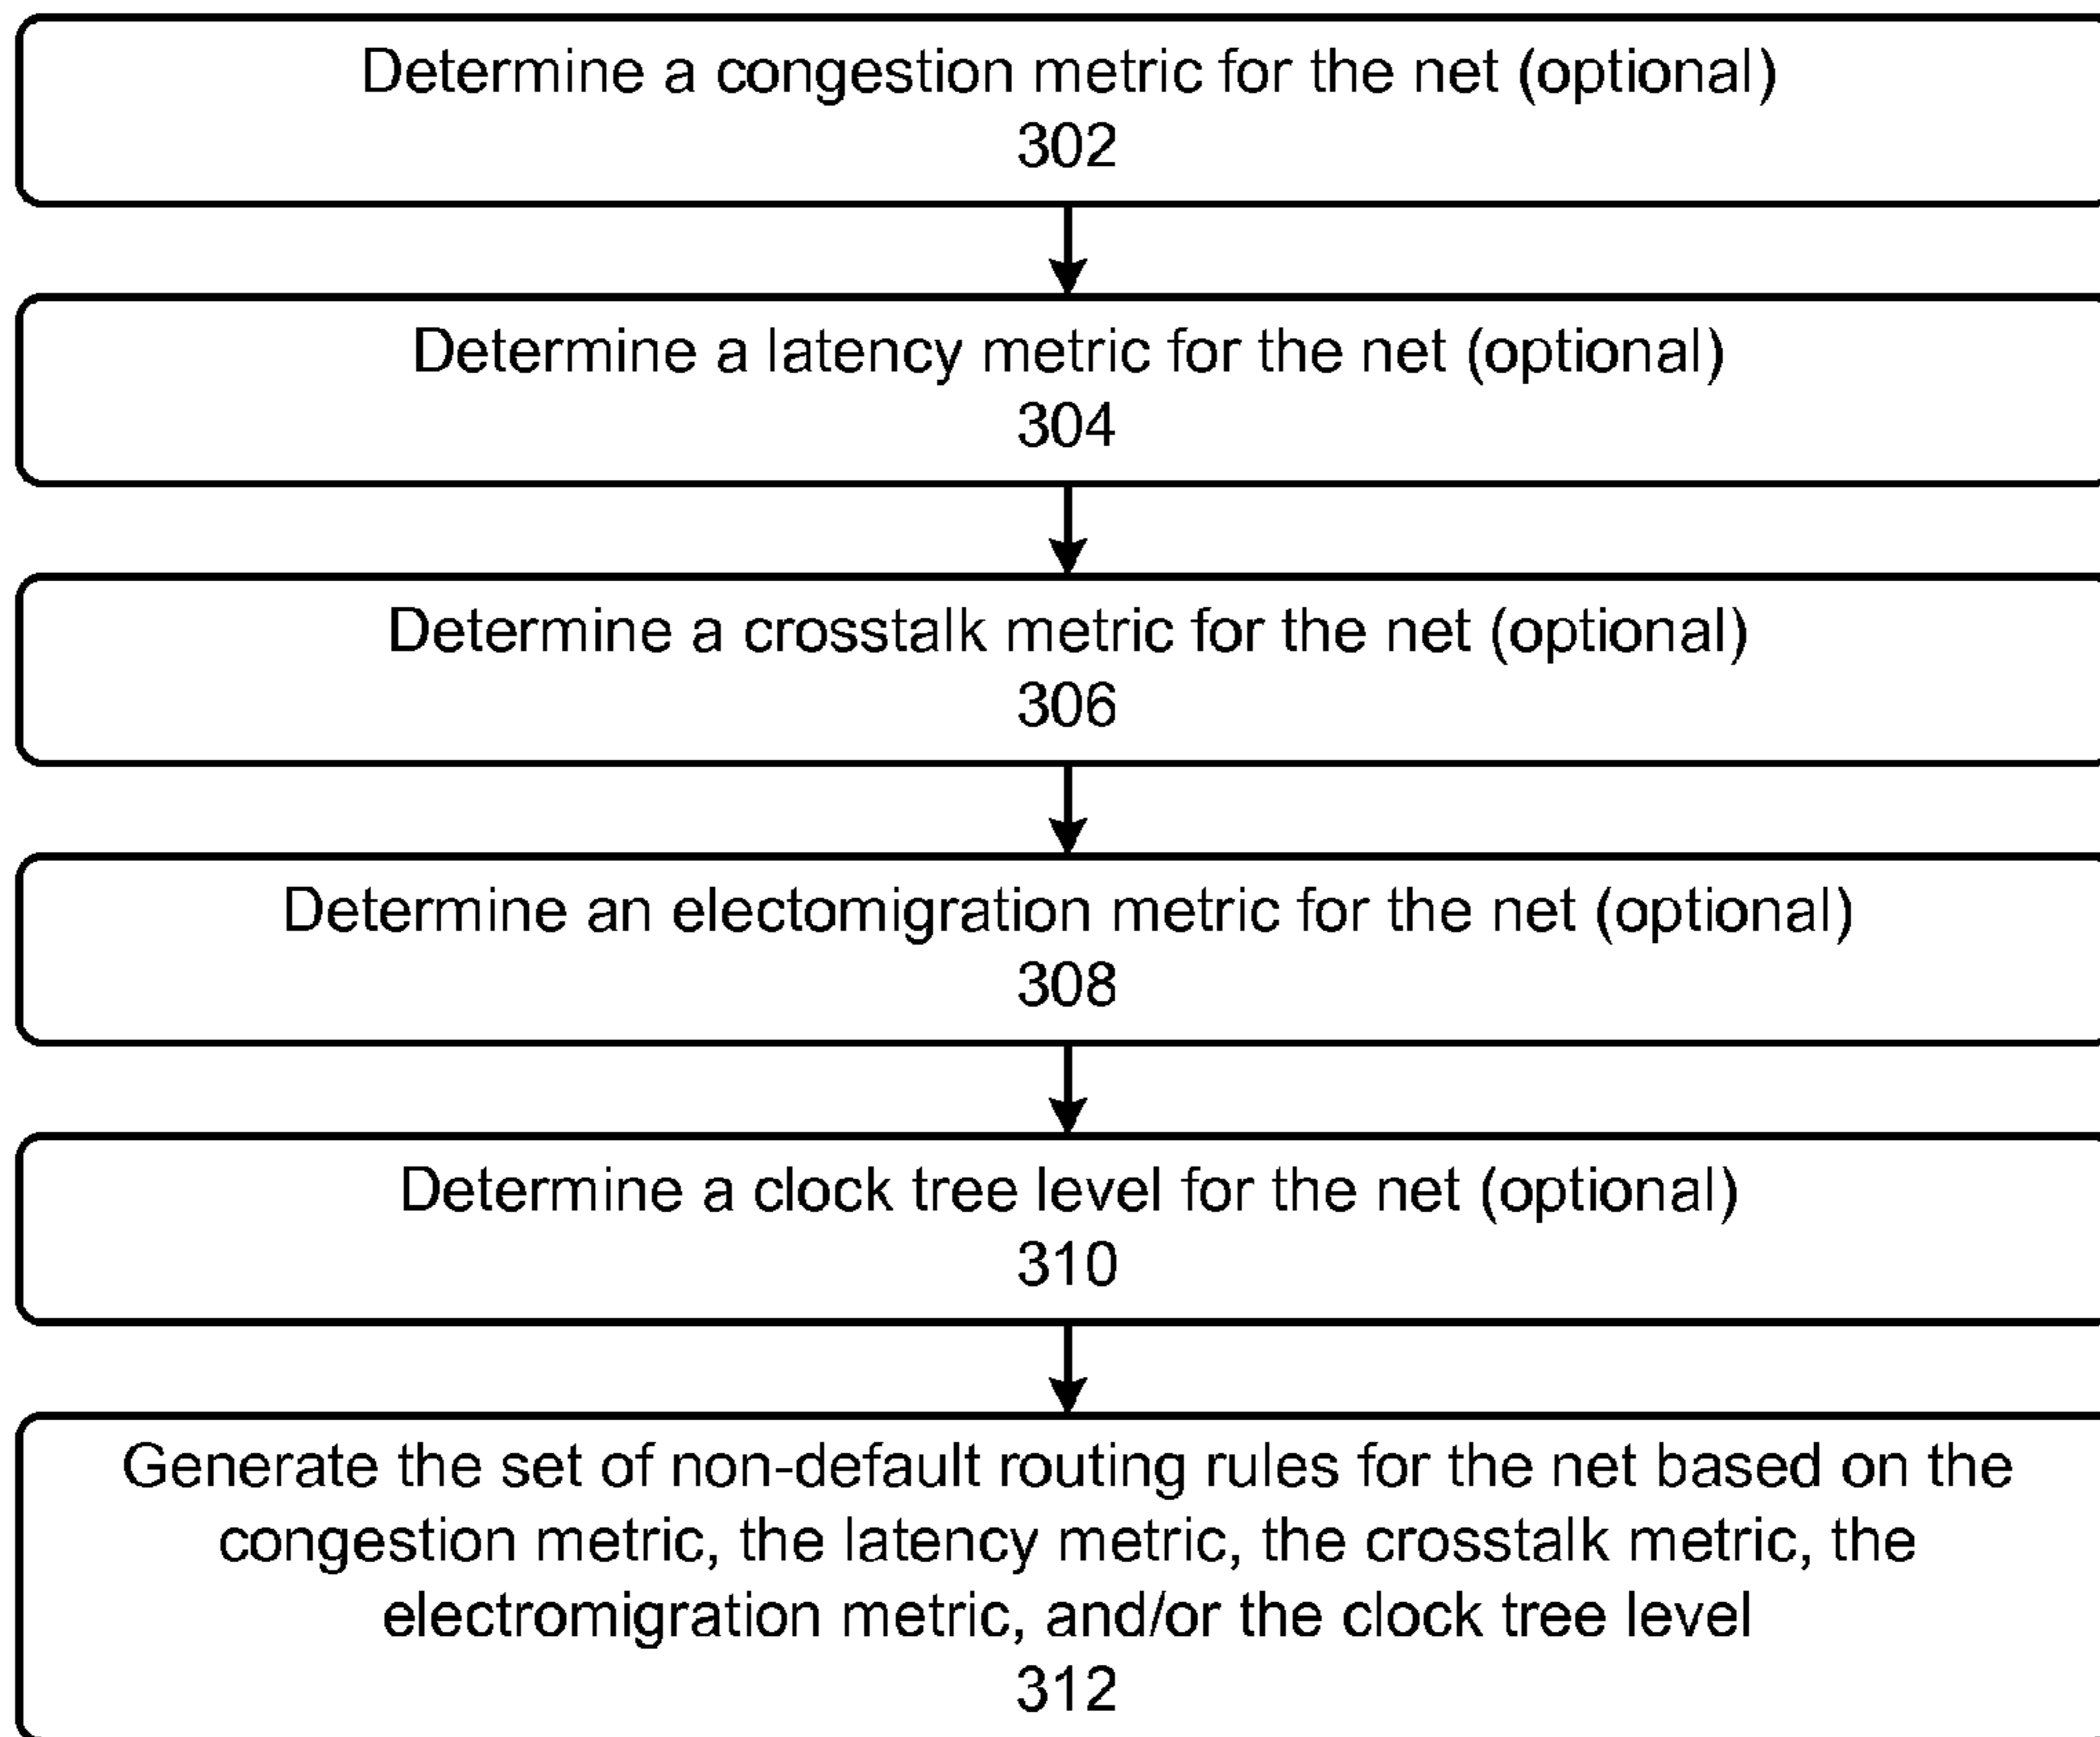 Determine a congestion metric for the net (optional)
302
Determine a latency metric for the net (optional)
304
Determine a crosstalk metric for the net (optional)
306
Determine an electomigration metric for the net (optional)
308
Determine a clock tree level for the net (optional)
310
Generate the set of non-default routing rules for the net based on the
congestion metric, the latency metric, the crosstalk metric, the
electromigration metric, and/or the clock tree level
312